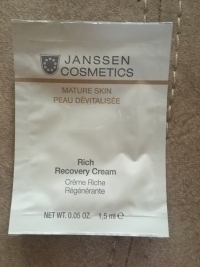 JANSSEN
COSMETICS
MATURE SKIN
PEAU DÉVITALISÉE
Rich
Recovery Cream
Crème Riche
Régénérante
NET WT. 0.05 OZ. 1,5 ml ℮